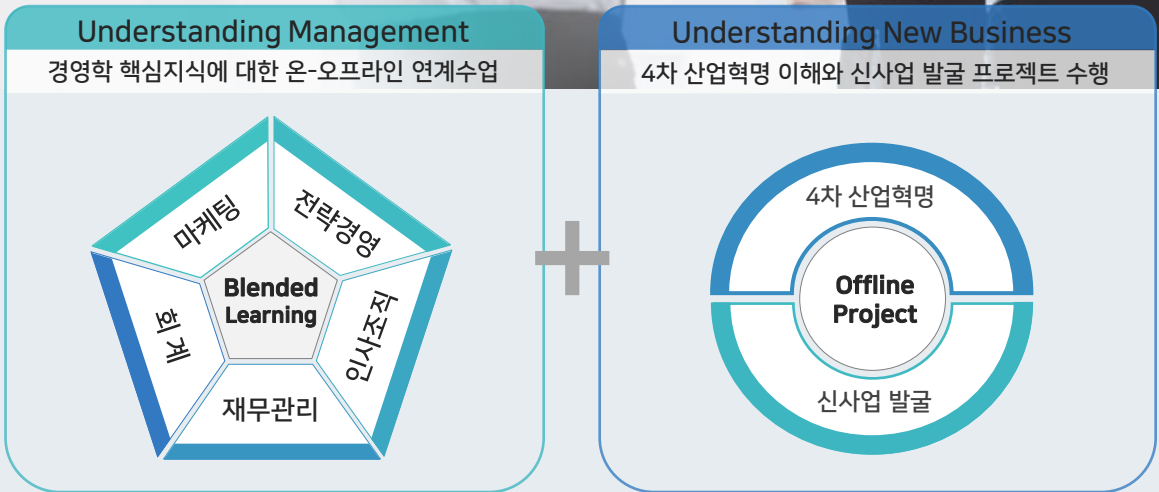 Understanding Management
경영학 핵심지식에 대한 온-오프라인 연계수업
마케팅
전략경영
회계
Blended
Learning
인사조직
재무관리
+
Understanding New Business
4차 산업혁명 이해와 신사업 발굴 프로젝트 수행
4차 산업혁명
Offline
Project
신사업 발굴